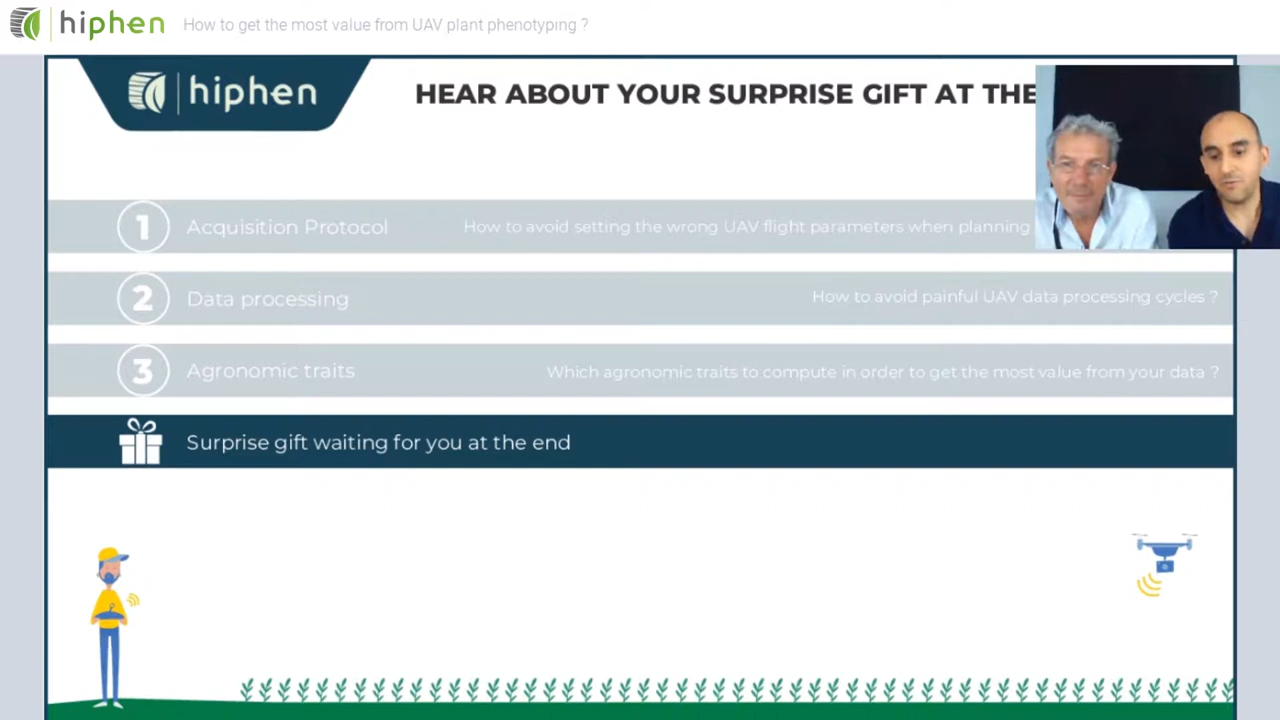 hiphen How to get the most value from UAV plant phenotyping ?
hiphen
HEAR ABOUT YOUR SURPRISE GIFT AT THE
1 Acquisition Protocol How to avoid setting the wrong UAV flight parameters when planning
2 Data processing How to avoid painful UAV data processing cycles ?
3 Agronomic traits Which agronomic traits to compute in order to get the most value from your data ?
Surprise gift waiting for you at the end